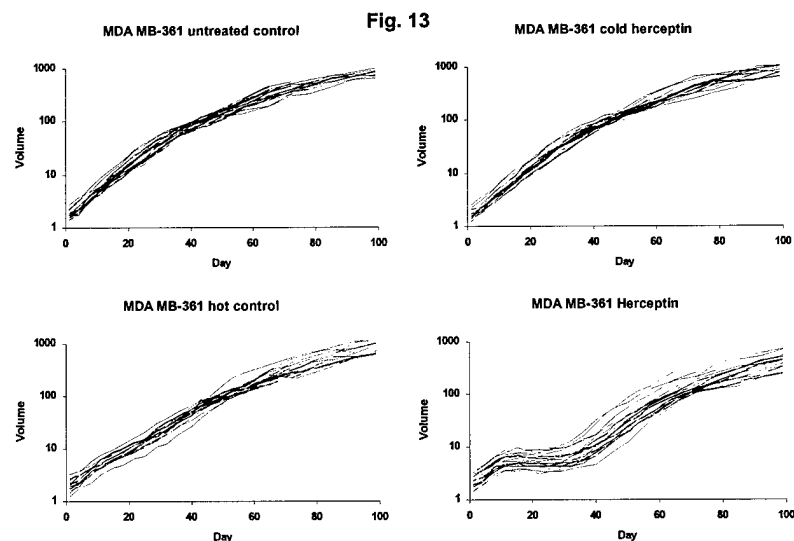 Fig. 13
MDA MB-361 untreated control
Volume
1000
100
10
1
0 20 40 60 80 100
Day
MDA MB-361 cold herceptin
Volume
1000
100
10
1
0 20 40 60 80 100
Day
MDA MB-361 hot control
Volume
1000
100
10
1
0 20 40 60 80 100
Day
MDA MB-361 Herceptin
Volume
1000
100
10
1
0 20 40 60 80 100
Day